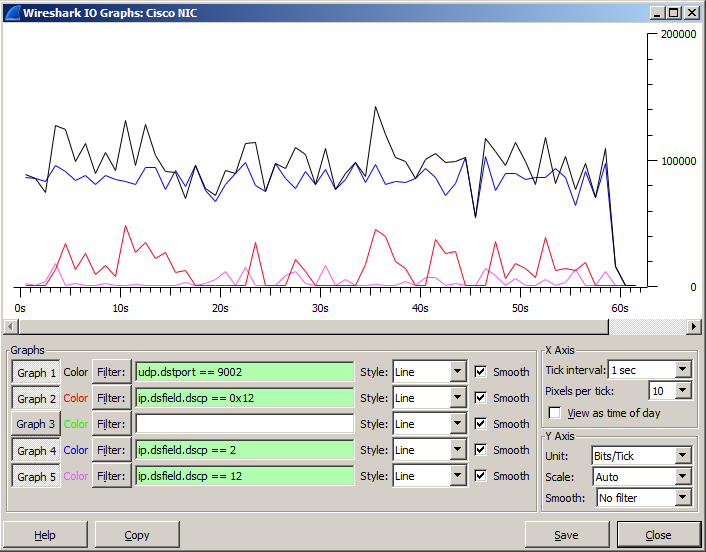 Wireshark IO Graphs: Cisco NIC
200000
100000
0
0s 10s 20s 30s 40s 50s 60s
Graphs
Graph 1 Color Filter: udp.dstport == 9002 Style: Line Smooth
Graph 2 Color Filter: ip.dsfield.dscp == 0x12 Style: Line Smooth
Graph 3 Color Filter: Style: Line Smooth
Graph 4 Color Filter: ip.dsfield.dscp == 2 Style: Line Smooth
Graph 5 Color Filter: ip.dsfield.dscp == 12 Style: Line Smooth
X Axis
Tick interval: 1 sec
Pixels per tick: 10
View as time of day
Y Axis
Unit: Bits/Tick
Scale: Auto
Smooth: No filter
Help Copy Save Close